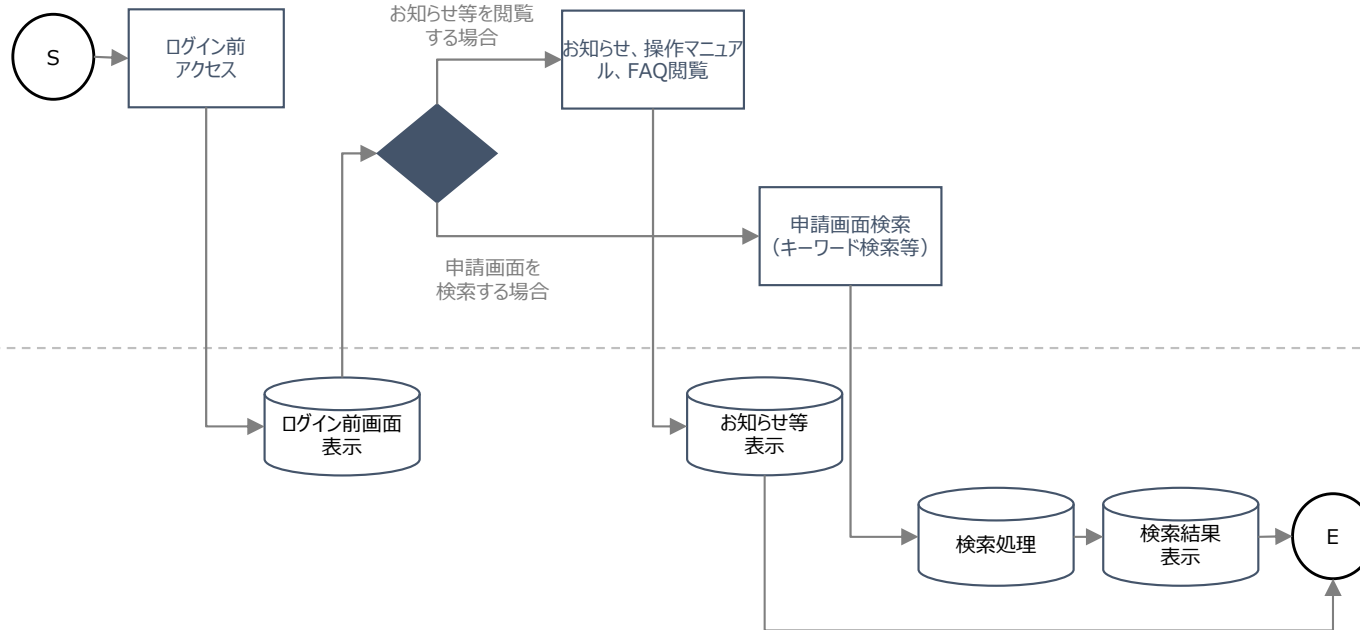 お知らせ等を閲覧
する場合
S
ログイン前
アクセス
お知らせ、操作マニュア
ル、FAQ閲覧
申請画面検索
（キーワード検索等）
申請画面を
検索する場合
ログイン前画面
表示
お知らせ等
表示
検索処理
検索結果
表示
E